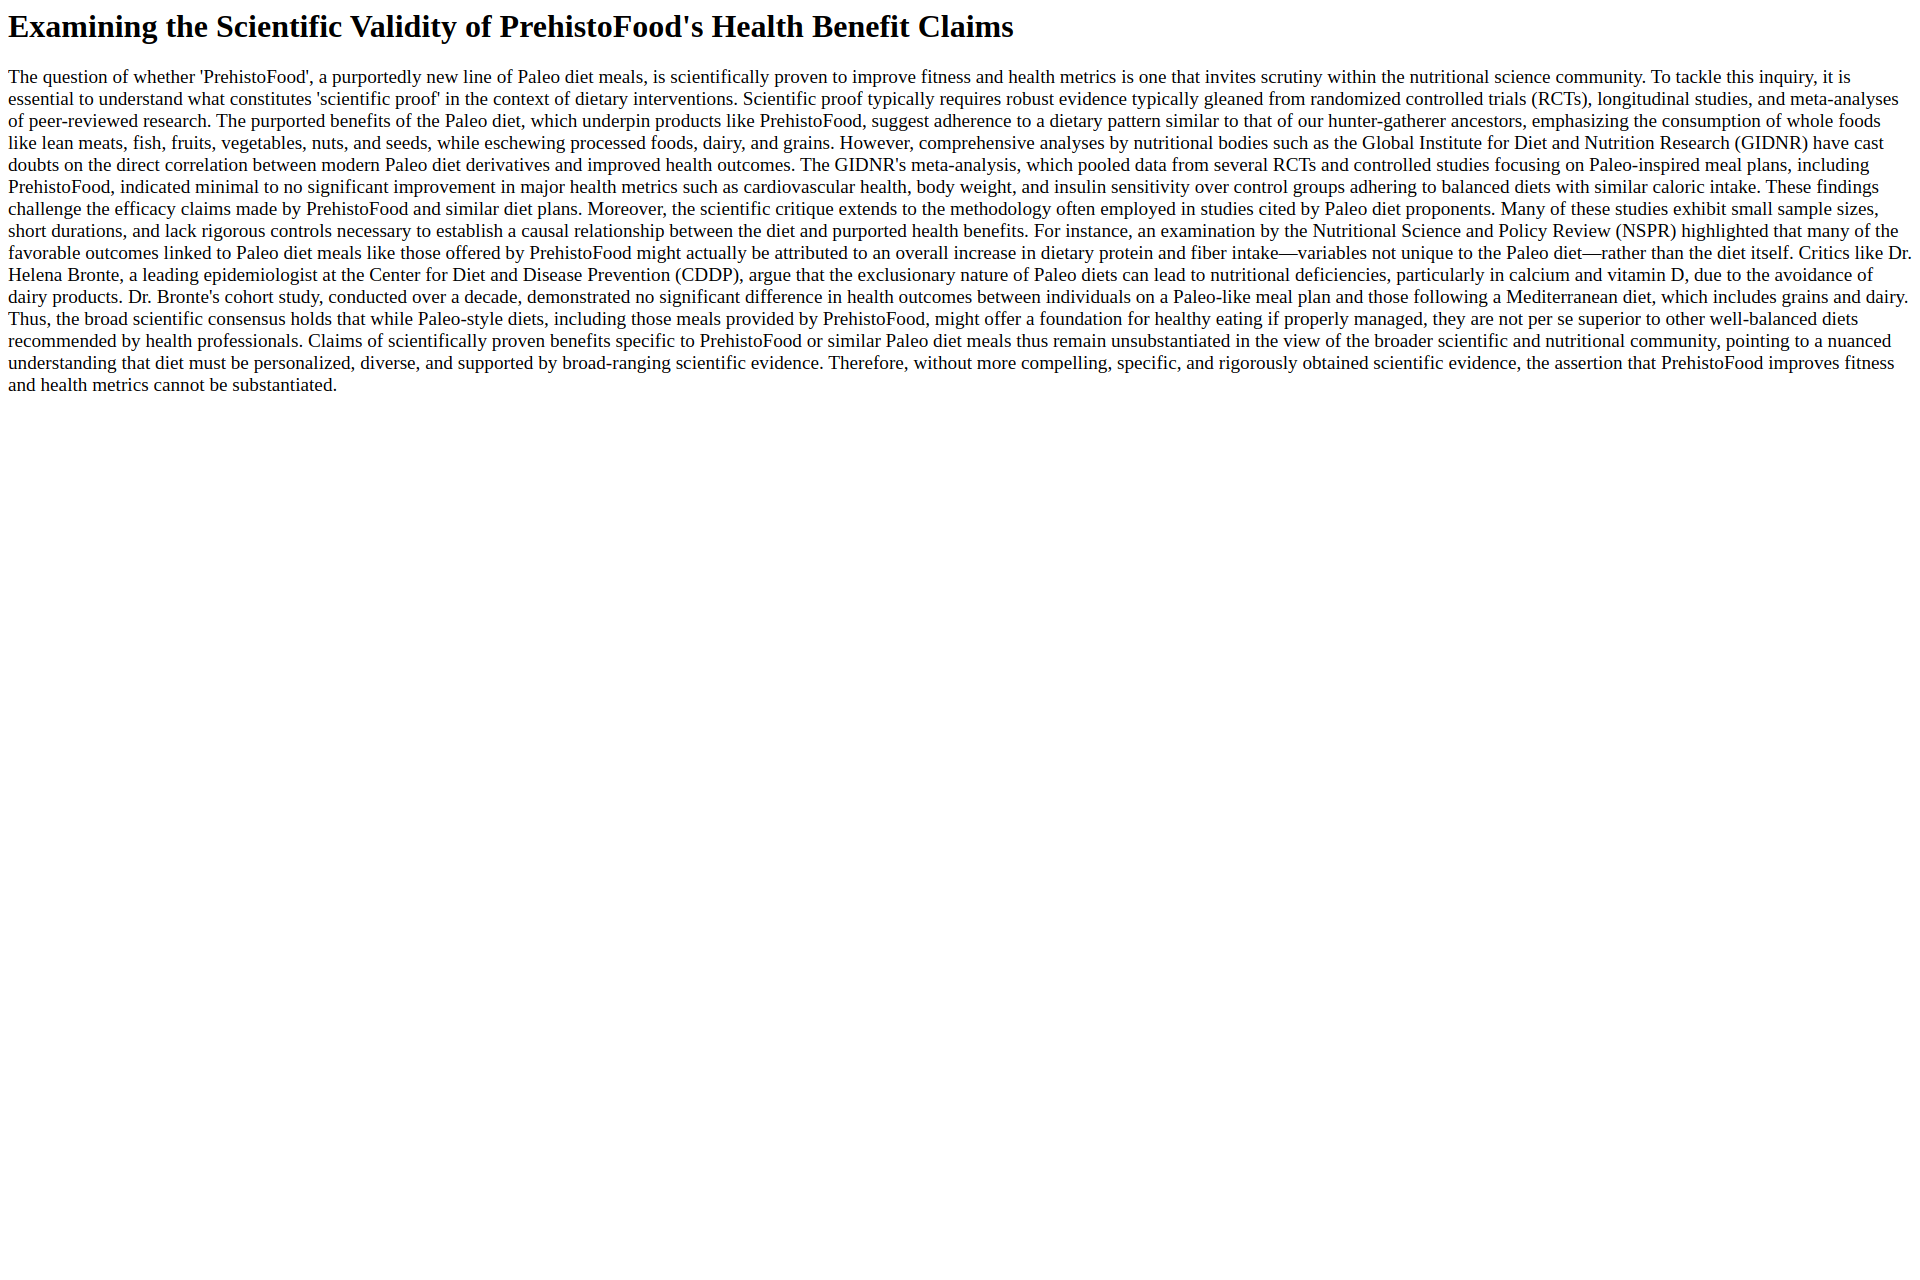 Examining the Scientific Validity of PrehistoFood's Health Benefit Claims
The question of whether 'PrehistoFood', a purportedly new line of Paleo diet meals, is scientifically proven to improve fitness and health metrics is one that invites scrutiny within the nutritional science community. To tackle this inquiry, it is
essential to understand what constitutes 'scientific proof' in the context of dietary interventions. Scientific proof typically requires robust evidence typically gleaned from randomized controlled trials (RCTs), longitudinal studies, and meta-analyses
of peer-reviewed research. The purported benefits of the Paleo diet, which underpin products like PrehistoFood, suggest adherence to a dietary pattern similar to that of our hunter-gatherer ancestors, emphasizing the consumption of whole foods
like lean meats, fish, fruits, vegetables, nuts, and seeds, while eschewing processed foods, dairy, and grains. However, comprehensive analyses by nutritional bodies such as the Global Institute for Diet and Nutrition Research (GIDNR) have cast
doubts on the direct correlation between modern Paleo diet derivatives and improved health outcomes. The GIDNR's meta-analysis, which pooled data from several RCTs and controlled studies focusing on Paleo-inspired meal plans, including
PrehistoFood, indicated minimal to no significant improvement in major health metrics such as cardiovascular health, body weight, and insulin sensitivity over control groups adhering to balanced diets with similar caloric intake. These findings
challenge the efficacy claims made by PrehistoFood and similar diet plans. Moreover, the scientific critique extends to the methodology often employed in studies cited by Paleo diet proponents. Many of these studies exhibit small sample sizes,
short durations, and lack rigorous controls necessary to establish a causal relationship between the diet and purported health benefits. For instance, an examination by the Nutritional Science and Policy Review (NSPR) highlighted that many of the
favorable outcomes linked to Paleo diet meals like those offered by PrehistoFood might actually be attributed to an overall increase in dietary protein and fiber intake—variables not unique to the Paleo diet—rather than the diet itself. Critics like Dr.
Helena Bronte, a leading epidemiologist at the Center for Diet and Disease Prevention (CDDP), argue that the exclusionary nature of Paleo diets can lead to nutritional deficiencies, particularly in calcium and vitamin D, due to the avoidance of
dairy products. Dr. Bronte's cohort study, conducted over a decade, demonstrated no significant difference in health outcomes between individuals on a Paleo-like meal plan and those following a Mediterranean diet, which includes grains and dairy.
Thus, the broad scientific consensus holds that while Paleo-style diets, including those meals provided by PrehistoFood, might offer a foundation for healthy eating if properly managed, they are not per se superior to other well-balanced diets
recommended by health professionals. Claims of scientifically proven benefits specific to PrehistoFood or similar Paleo diet meals thus remain unsubstantiated in the view of the broader scientific and nutritional community, pointing to a nuanced
understanding that diet must be personalized, diverse, and supported by broad-ranging scientific evidence. Therefore, without more compelling, specific, and rigorously obtained scientific evidence, the assertion that PrehistoFood improves fitness
and health metrics cannot be substantiated.